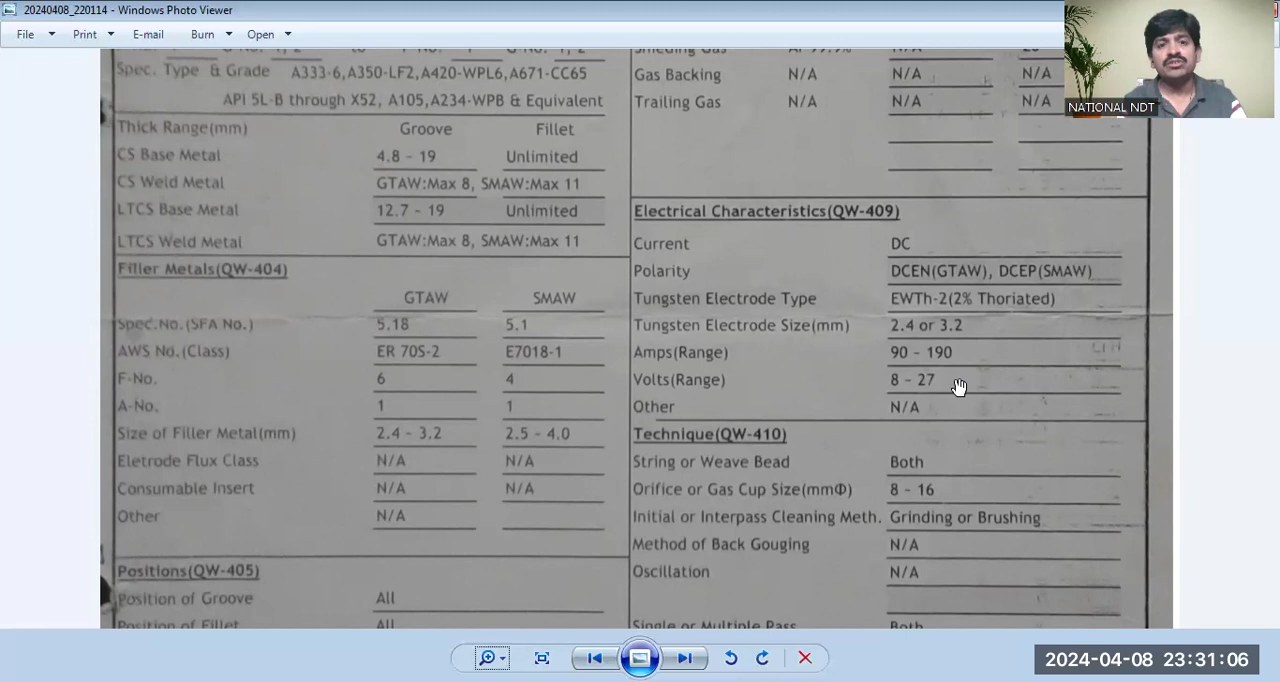 20240408_220114 - Windows Photo Viewer
File Print E-mail Burn Open
NATIONAL NDT
Spec. Type & Grade A333-6,A350-LF2,A420-WPL6,A671-CC65
API 5L-B through X52, A105,A234-WPB & Equivalent
Thick Range(mm) Groove Fillet
CS Base Metal 4.8 - 19 Unlimited
CS Weld Metal GTAW:Max 8, SMAW:Max 11
LTCS Base Metal 12.7 - 19 Unlimited
LTCS Weld Metal GTAW:Max 8, SMAW:Max 11
Filler Metals(QW-404)
GTAW SMAW
Spec.No.(SFA No.) 5.18 5.1
AWS No.(Class) ER 70S-2 E7018-1
F-No. 6 4
A-No. 1 1
Size of Filler Metal(mm) 2.4 - 3.2 2.5 - 4.0
Eletrode Flux Class N/A N/A
Consumable Insert N/A N/A
Other N/A
Positions(QW-405)
Position of Groove All
Position of Fillet All
Gas Backing N/A N/A N/A
Trailing Gas N/A N/A N/A
Electrical Characteristics(QW-409)
Current DC
Polarity DCEN(GTAW), DCEP(SMAW)
Tungsten Electrode Type EWTh-2(2% Thoriated)
Tungsten Electrode Size(mm) 2.4 or 3.2
Amps(Range) 90 - 190
Volts(Range) 8 - 27
Other N/A
Technique(QW-410)
String or Weave Bead Both
Orifice or Gas Cup Size(mmΦ) 8 - 16
Initial or Interpass Cleaning Meth. Grinding or Brushing
Method of Back Gouging N/A
Oscillation N/A
Single or Multiple Pass Both
2024-04-08 23:31:06